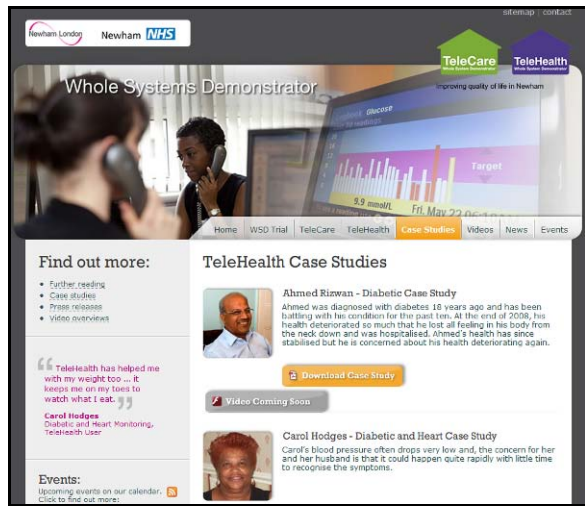 sitemap | contact
Newham London
Newham NHS
TeleCare
Whole System Demonstrator
TeleHealth
Whole System Demonstrator
Improving quality of life in Newham
Whole Systems Demonstrator
Glucose
Target
9.9 mmol/L
Fri, May 23
Home
WSD Trial
TeleCare
TeleHealth
Case Studies
Videos
News
Events
Find out more:
Further reading
Case studies
Press releases
Video overviews
TeleHealth has helped me
with my weight too ... it
keeps me on my toes to
watch what I eat.
Carol Hodges
Diabetic and Heart Monitoring,
TeleHealth User
Events:
Upcoming events on our calendar.
Click to find out more:
TeleHealth Case Studies
Ahmed Rizwan - Diabetic Case Study
Ahmed was diagnosed with diabetes 18 years ago and has been
battling with his condition for the past ten. At the end of 2008, his
health deteriorated so much that he lost all feeling in his body from
the neck down and was hospitalised. Ahmed's health has since
stabilised but he is concerned about his health deteriorating again.
Download Case Study
Video Coming Soon
Carol Hodges - Diabetic and Heart Case Study
Carol's blood pressure often drops very low and, the concern for her
and her husband is that it could happen quite rapidly with little time
to recognise the symptoms.